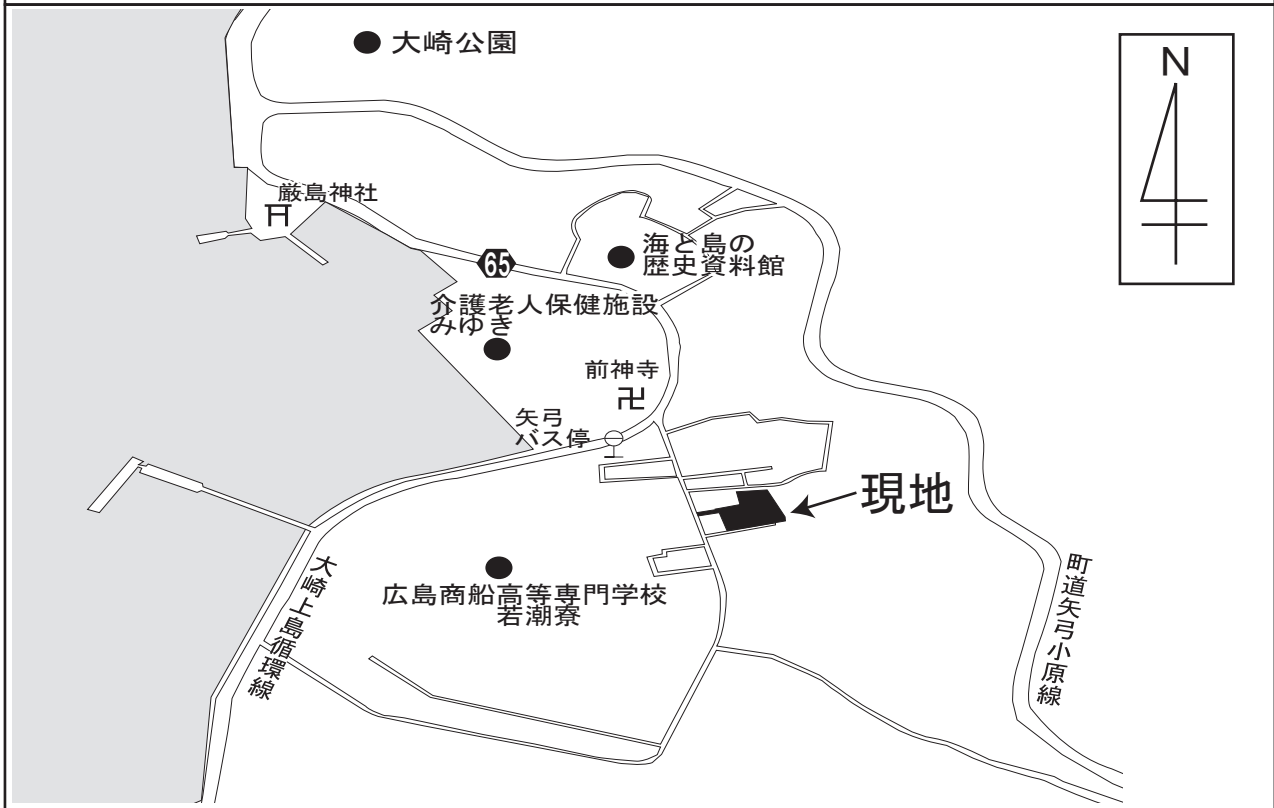 大崎公園
N
厳島神社
65
海と島の
歴史資料館
介護老人保健施設
みゆき
前神寺
卍
矢弓
バス停
現地
広島商船高等専門学校
若潮寮
大崎上島循環線
町道矢弓小原線